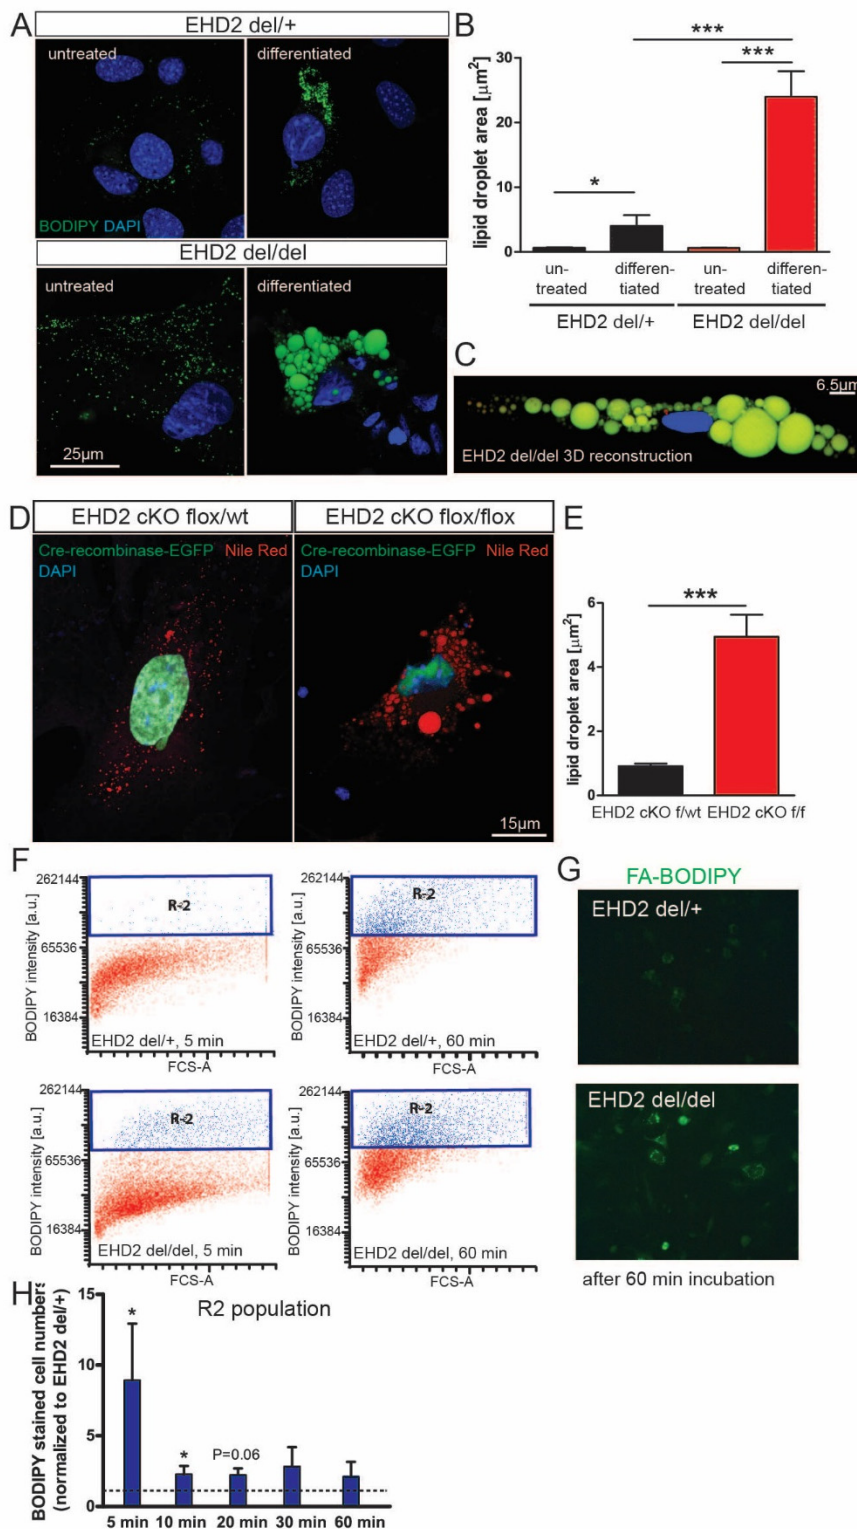 A
EHD2 del/+
untreated
differentiated
BODIPY DAPI
EHD2 del/del
untreated
differentiated
25µm
B
lipid droplet area [µm²]
30
20
10
0
***
***
*
un-
treated
differen-
tiated
un-
treated
differen-
tiated
EHD2 del/+
EHD2 del/del
C
6.5µm
EHD2 del/del 3D reconstruction
D
EHD2 cKO flox/wt
EHD2 cKO flox/flox
Cre-recombinase-EGFP Nile Red
DAPI
Cre-recombinase-EGFP Nile Red
DAPI
15µm
E
lipid droplet area [µm²]
6
4
2
0
***
EHD2 cKO f/wt EHD2 cKO f/f
F
BODIPY intensity [a.u.]
262144
65536
16384
R-2
EHD2 del/+, 5 min
FCS-A
BODIPY intensity [a.u.]
262144
65536
16384
R-2
EHD2 del/+, 60 min
FCS-A
BODIPY intensity [a.u.]
262144
65536
16384
R-2
EHD2 del/del, 5 min
FCS-A
BODIPY intensity [a.u.]
262144
65536
16384
R-2
EHD2 del/del, 60 min
FCS-A
G
FA-BODIPY
EHD2 del/+
EHD2 del/del
after 60 min incubation
H
R2 population
BODIPY stained cell numbers
(normalized to EHD2 del/+)
15
10
5
0
*
*
P=0.06
5 min 10 min 20 min 30 min 60 min